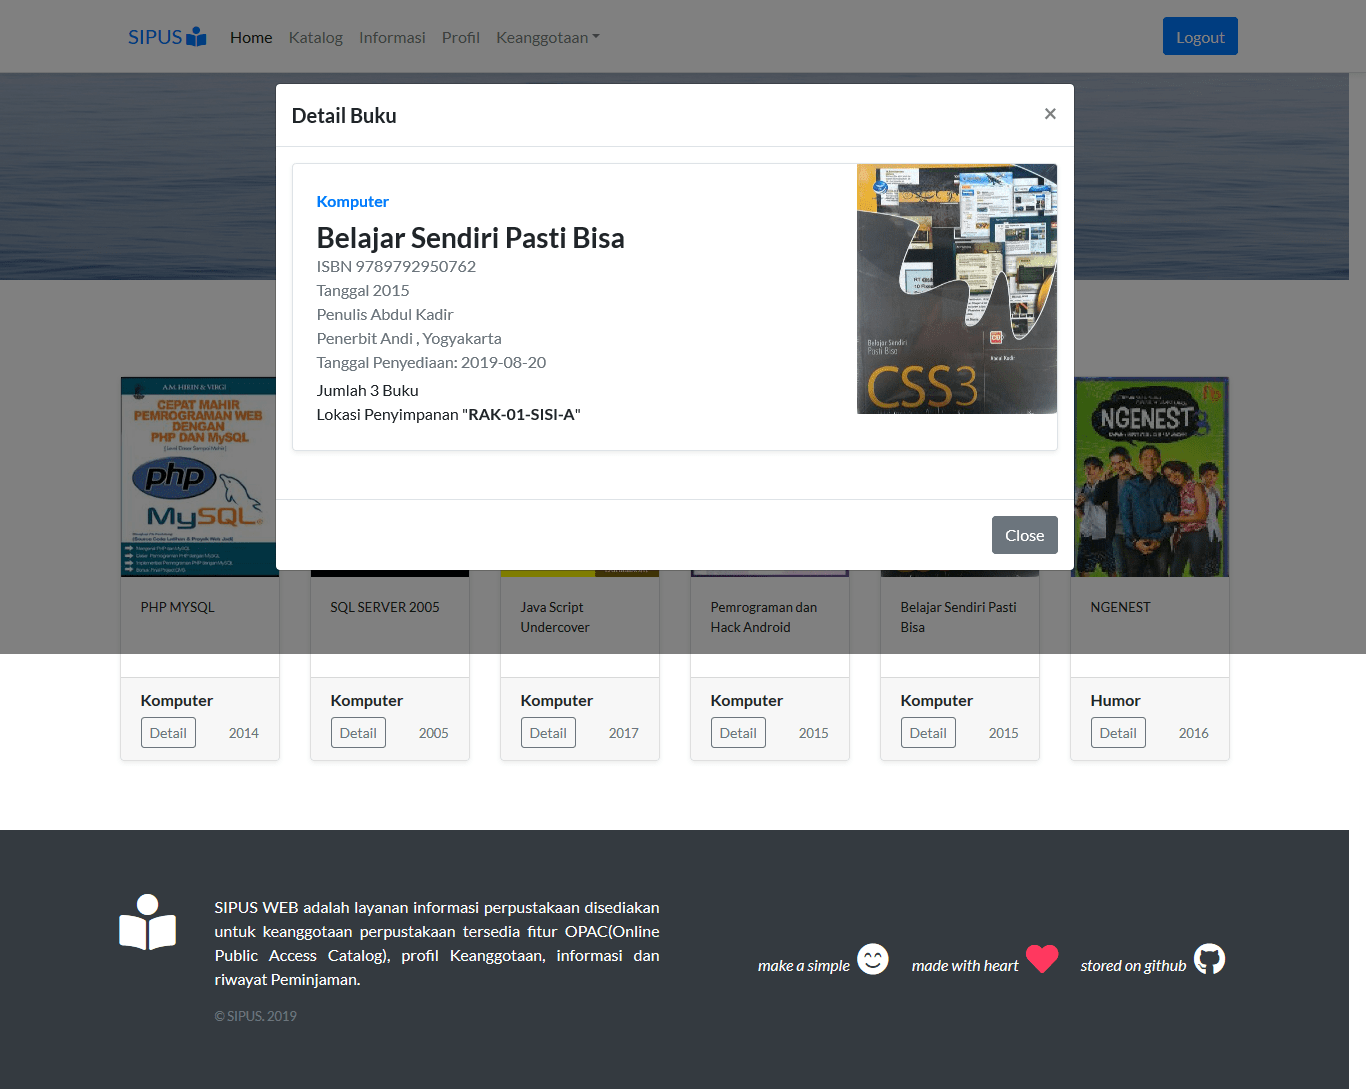 SIPUS
Home
Katalog
Informasi
Profil
Keanggotaan
Logout
Detail Buku
×
Komputer
Belajar Sendiri Pasti Bisa
ISBN 9789792950762
Tanggal 2015
Penulis Abdul Kadir
Penerbit Andi , Yogyakarta
Tanggal Penyediaan: 2019-08-20
Jumlah 3 Buku
Lokasi Penyimpanan "RAK-01-SISI-A"
Belajar Sendiri
Pasti Bisa
Abdul Kadir
CSS3
Close
A.M. HIRIN & VIRGI
CEPAT MAHIR
PEMROGRAMAN WEB
DENGAN
PHP DAN MySQL
php
MySQL
NGENEST
PHP MYSQL
SQL SERVER 2005
Java Script
Undercover
Pemrograman dan
Hack Android
Belajar Sendiri Pasti
Bisa
NGENEST
Komputer
Detail 2014
Komputer
Detail 2005
Komputer
Detail 2017
Komputer
Detail 2015
Komputer
Detail 2015
Humor
Detail 2016
SIPUS WEB adalah layanan informasi perpustakaan disediakan
untuk keanggotaan perpustakaan tersedia fitur OPAC(Online
Public Access Catalog), profil Keanggotaan, informasi dan
riwayat Peminjaman.
© SIPUS. 2019
make a simple
made with heart
stored on github